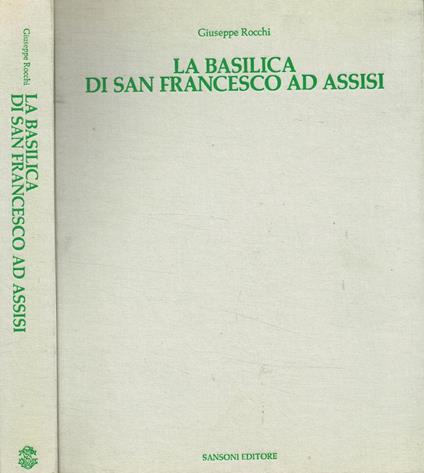 Giuseppe Rocchi
LA BASILICA
DI SAN FRANCESCO AD ASSISI
Giuseppe Rocchi
LA BASILICA
DI SAN FRANCESCO AD ASSISI
SANSONI EDITORE